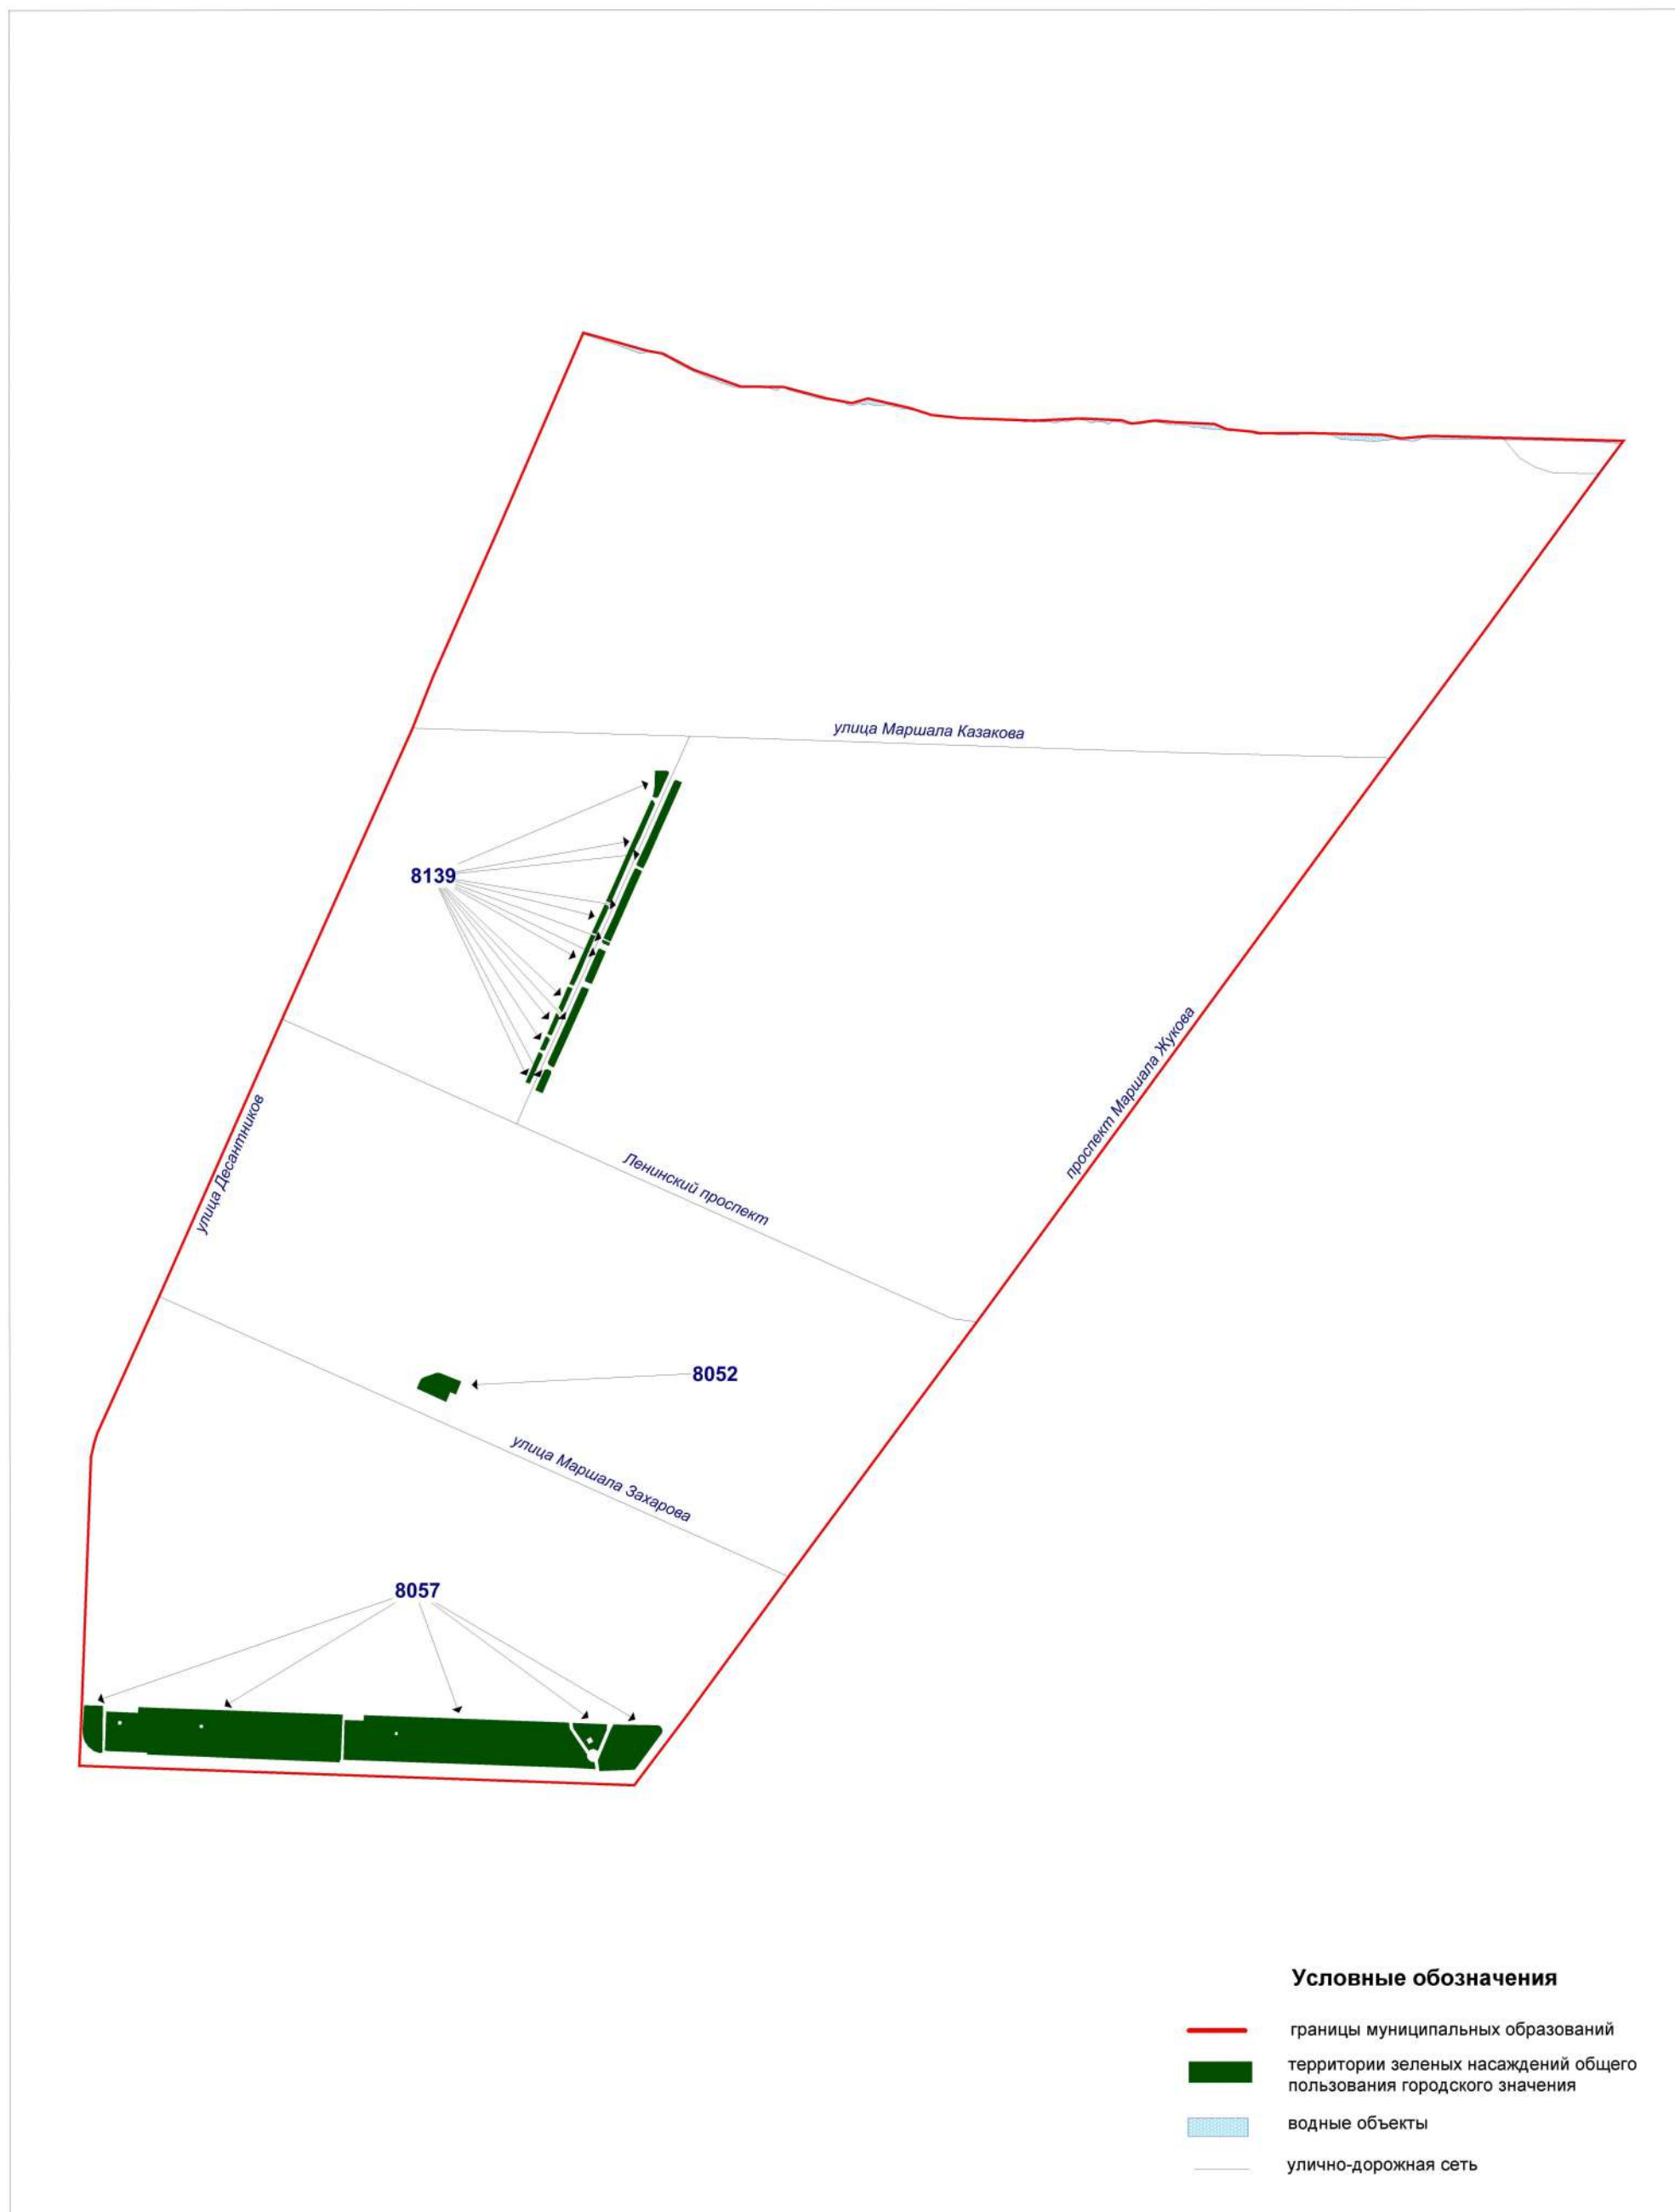 улица Маршала Казакова
8139
проспект Маршала Жукова
улица Десантников
Ленинский проспект
8052
улица Маршала Захарова
8057
Условные обозначения
границы муниципальных образований
территории зеленых насаждений общего
пользования городского значения
водные объекты
улично-дорожная сеть